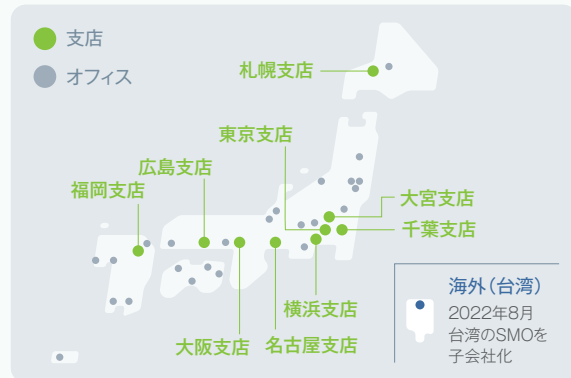 支店
オフィス
札幌支店
東京支店
広島支店
福岡支店
大宮支店
千葉支店
横浜支店
大阪支店
名古屋支店
海外（台湾）
2022年8月
台湾のSMOを
子会社化